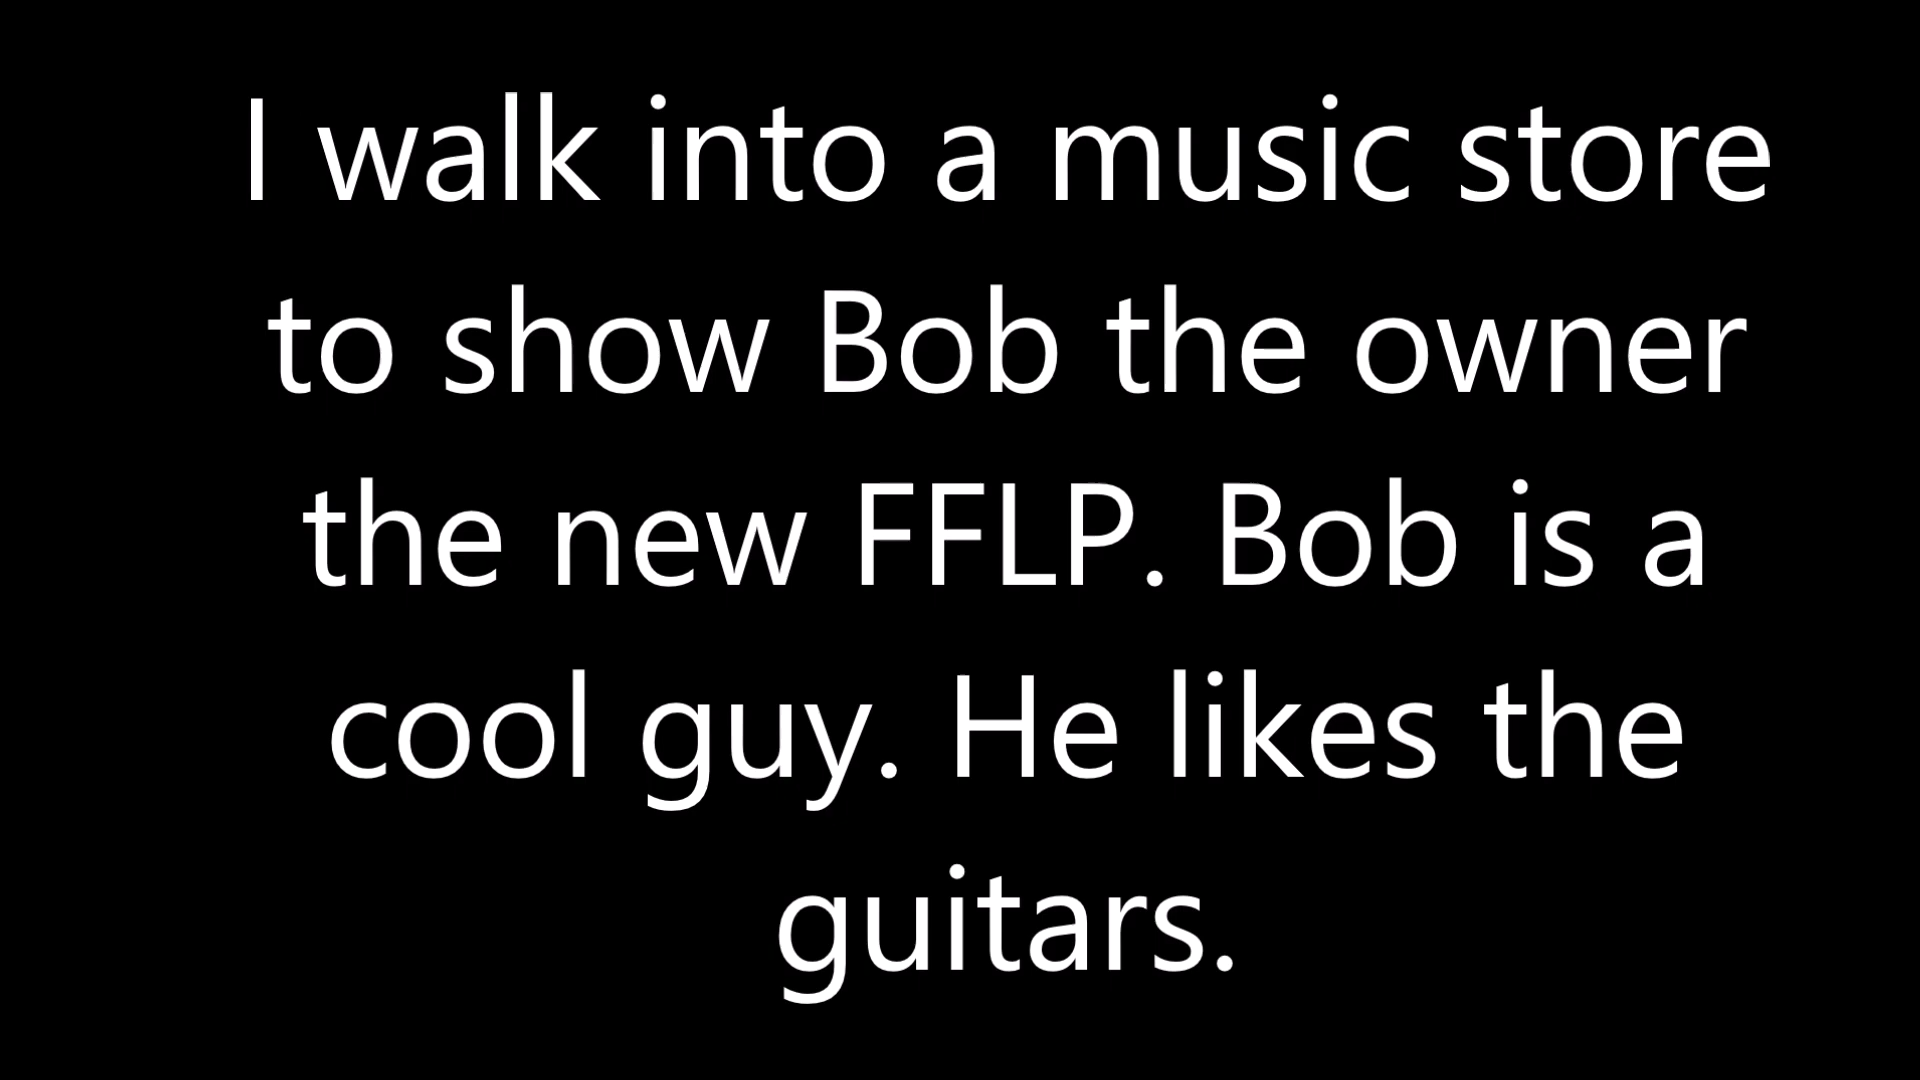 I walk into a music store
to show Bob the owner
the new FFLP. Bob is a
cool guy. He likes the
guitars.